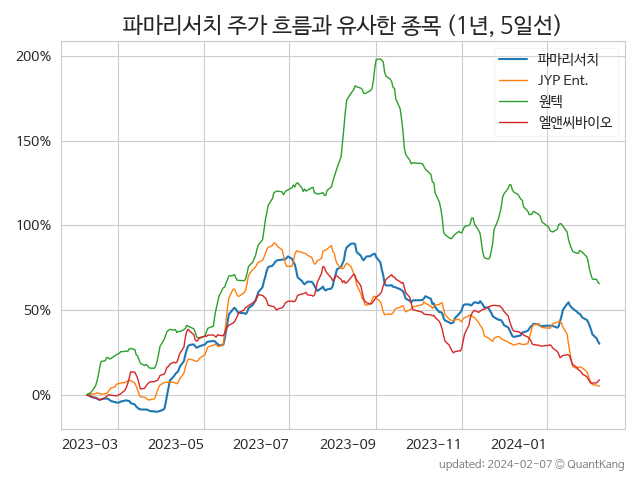 파마리서치 주가 흐름과 유사한 종목 (1년, 5일선)
파마리서치
JYP Ent.
원텍
엘앤씨바이오
200%
150%
100%
50%
0%
2023-03 2023-05 2023-07 2023-09 2023-11 2024-01
updated: 2024-02-07 © QuantKang